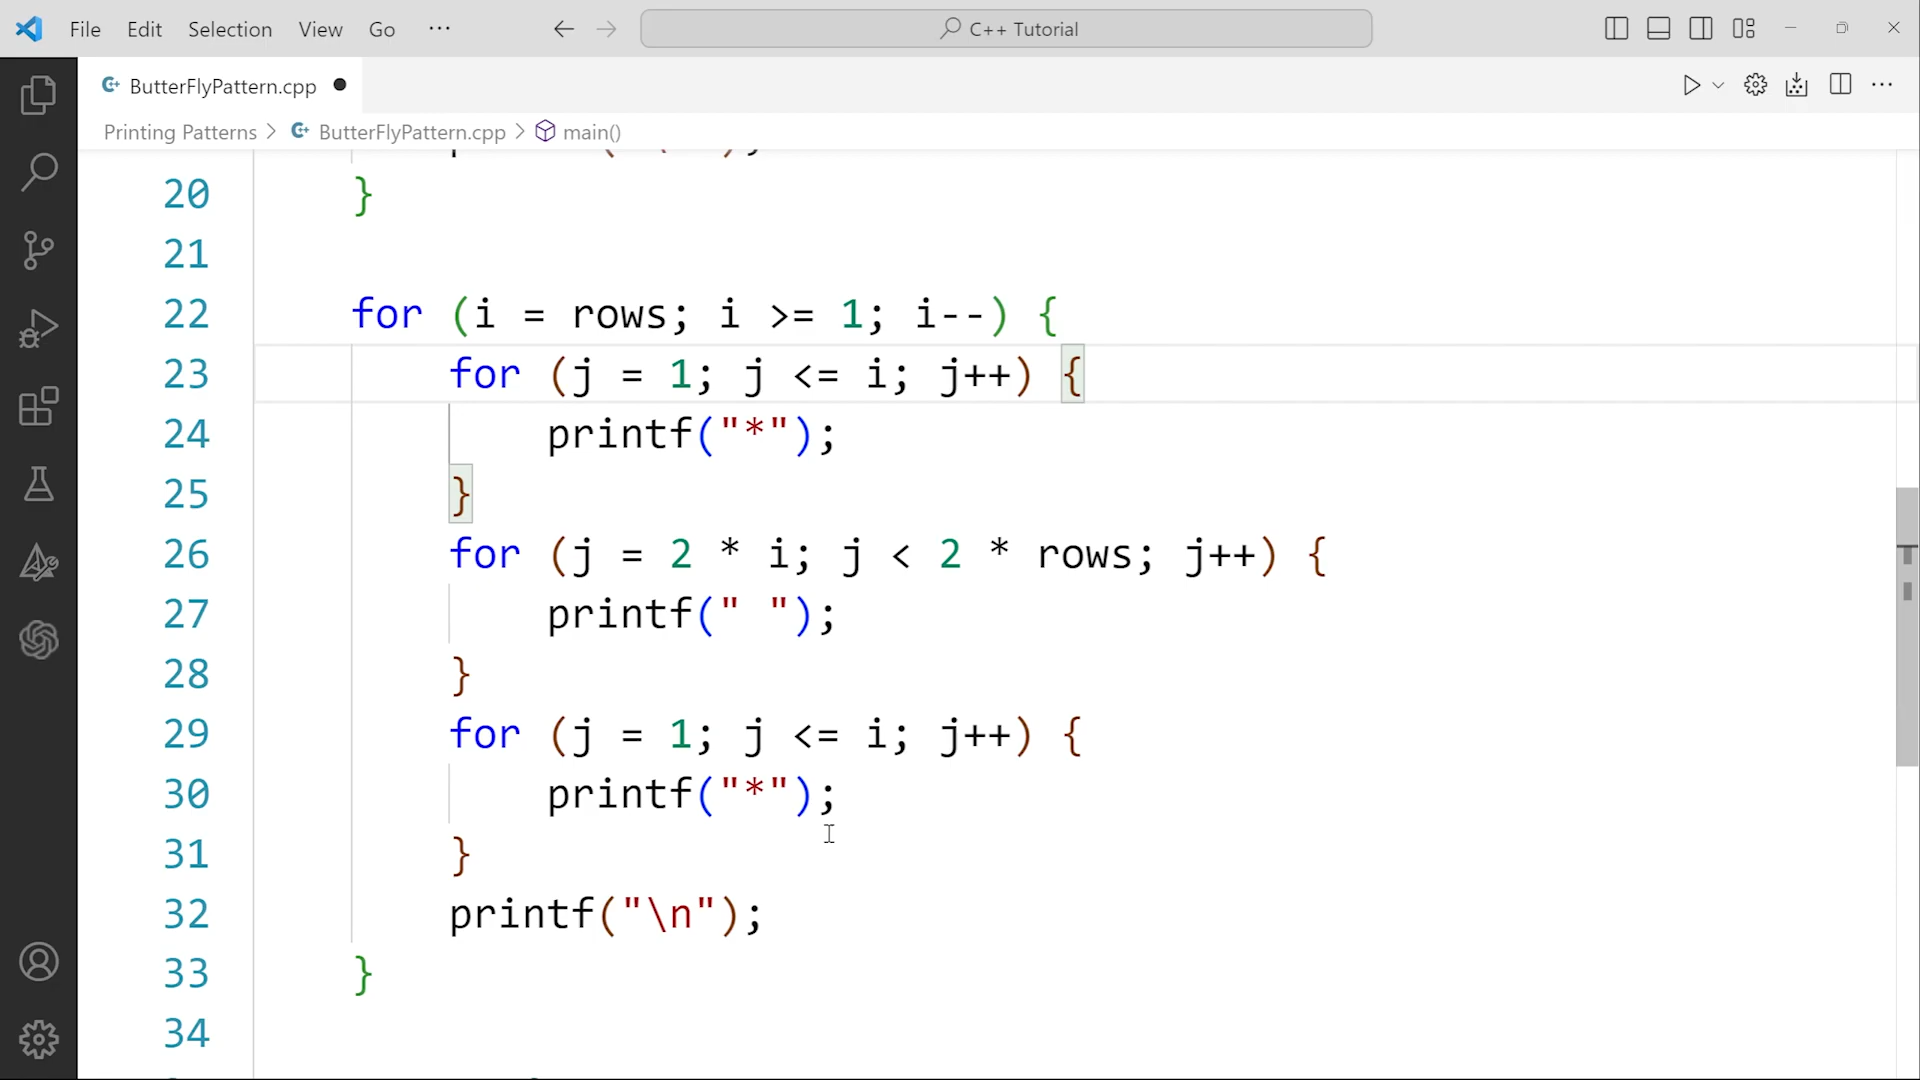 File Edit Selection View Go ···
C++ Tutorial
ButterFlyPattern.cpp
Printing Patterns > ButterFlyPattern.cpp > main()
20 }
21
22 for (i = rows; i >= 1; i--) {
23 for (j = 1; j <= i; j++) {
24 printf("*");
25 }
26 for (j = 2 * i; j < 2 * rows; j++) {
27 printf(" ");
28 }
29 for (j = 1; j <= i; j++) {
30 printf("*");
31 }
32 printf("\n");
33 }
34